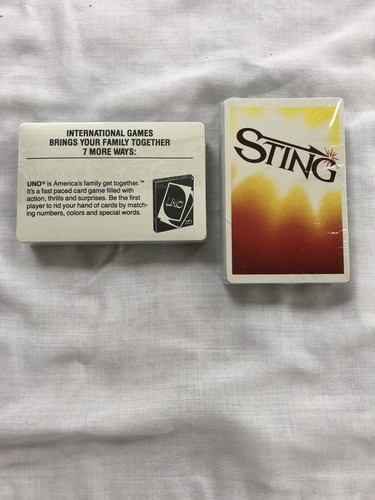 INTERNATIONAL GAMES
BRINGS YOUR FAMILY TOGETHER
7 MORE WAYS:
UNO® is America's family get together.™
It's a fast paced card game filled with
action, thrills and surprises. Be the first
player to rid your hand of cards by match-
ing numbers, colors and special words.
UNO
STING